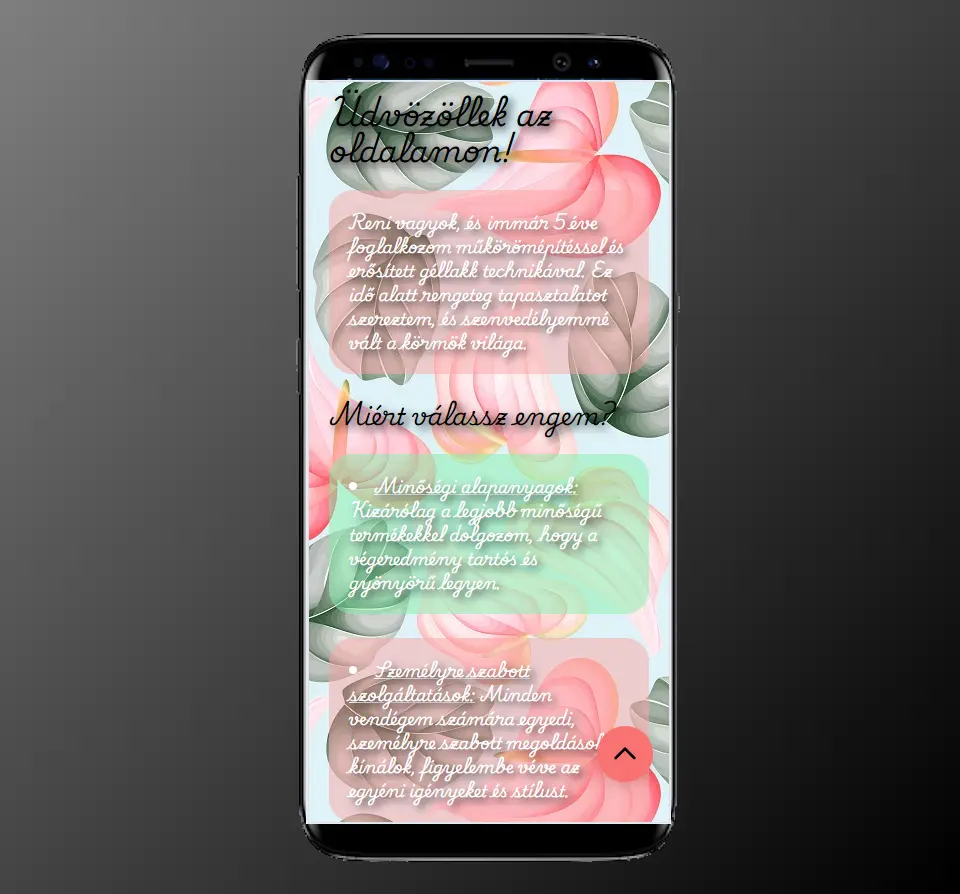 Üdvözöllek az
oldalamon!
Reni vagyok, és immár 5 éve
foglalkozom műkörömépítéssel és
erősített géllakk technikával. Ez
idő alatt rengeteg tapasztalatot
szereztem, és szenvedélyemmé
vált a körmök világa.
Miért válassz engem?
• Minőségi alapanyagok:
Kizárólag a legjobb minőségű
termékekkel dolgozom, hogy a
végeredmény tartós és
gyönyörű legyen.
• Személyre szabott
szolgáltatások: Minden
vendégem számára egyedi,
személyre szabott
kínálok, figyelembe véve az
egyéni igényeket és stílust.